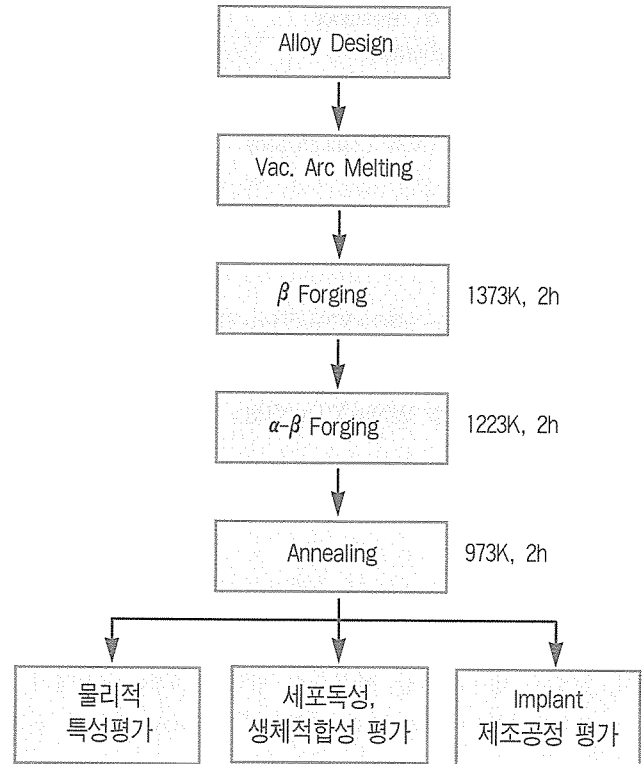 Alloy Design
Vac. Arc Melting
β Forging
1373K, 2h
α-β Forging
1223K, 2h
Annealing
973K, 2h
물리적
특성평가
세포독성,
생체적합성 평가
Implant
제조공정 평가